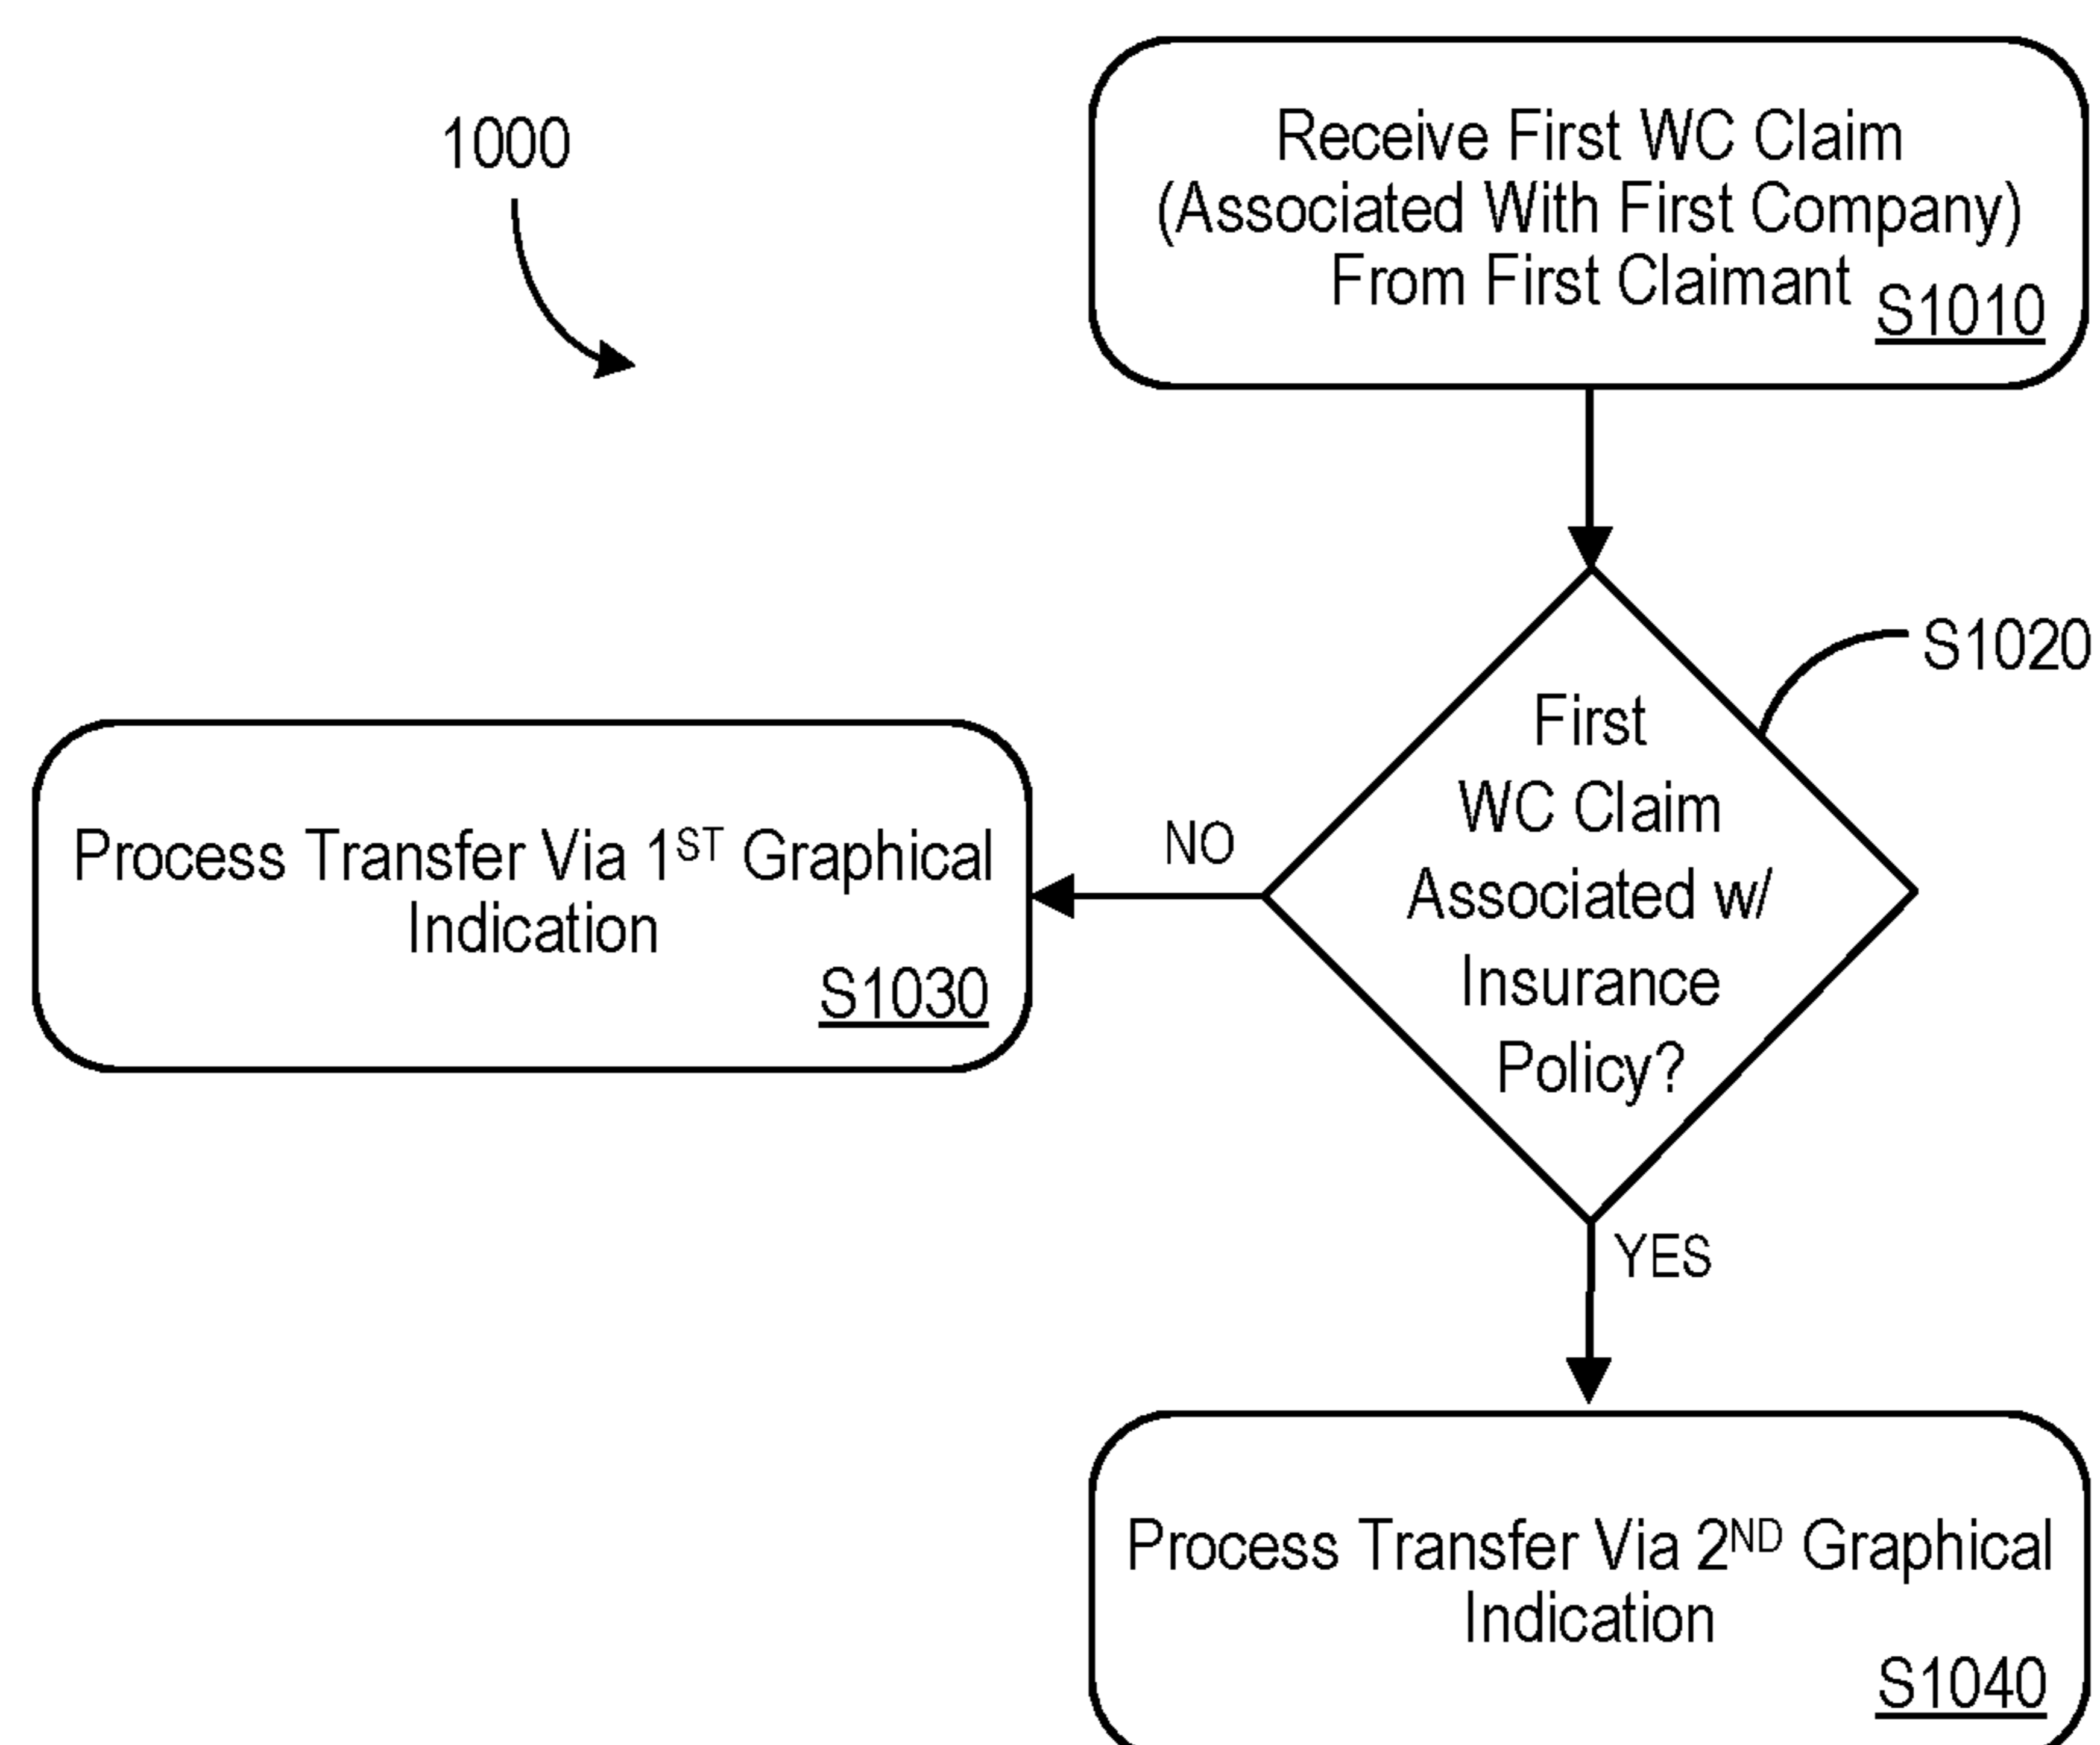 1000
Receive First WC Claim
(Associated With First Company)
From First Claimant
S1010
S1020
First
WC Claim
Associated w/
Insurance
Policy?
NO
Process Transfer Via 1ST Graphical
Indication
S1030
YES
Process Transfer Via 2ND Graphical
Indication
S1040